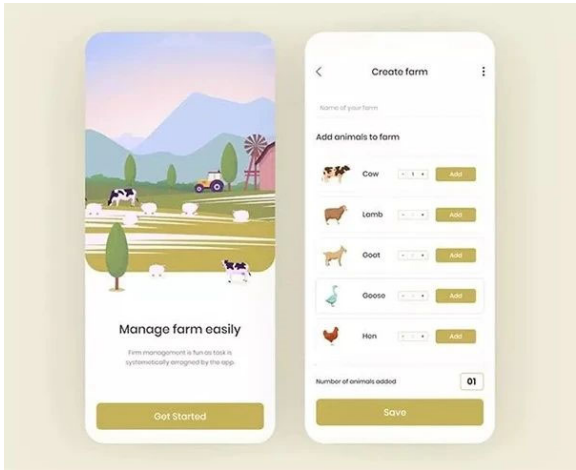 Manage farm easily
Firm management is fun as task is
systemetically arranged by the app.
Get Started
Create farm
Name of your farm
Add animals to farm
Cow - 1 + Add
Lamb - + Add
Goat - + Add
Goose - + Add
Hen - + Add
Number of animals added 01
Save